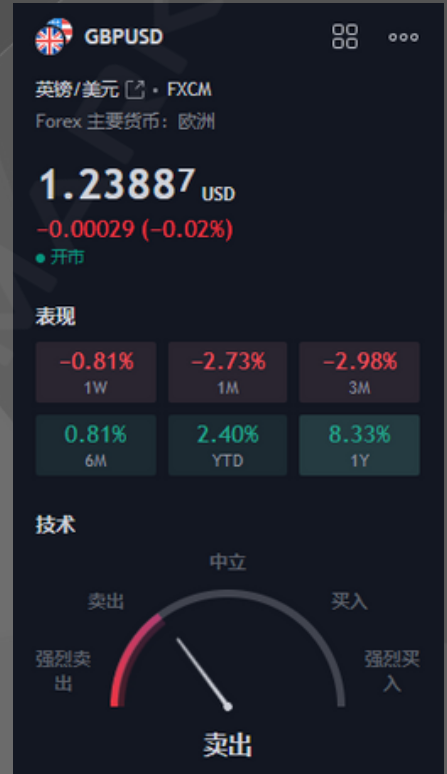 GBPUSD
英镑/美元 · FXCM
Forex 主要货币：欧洲
1.23887 USD
−0.00029 (−0.02%)
开市
表现
−0.81% −2.73% −2.98%
1W 1M 3M
0.81% 2.40% 8.33%
6M YTD 1Y
技术
中立
卖出 买入
强烈卖 强烈买
出 入
卖出